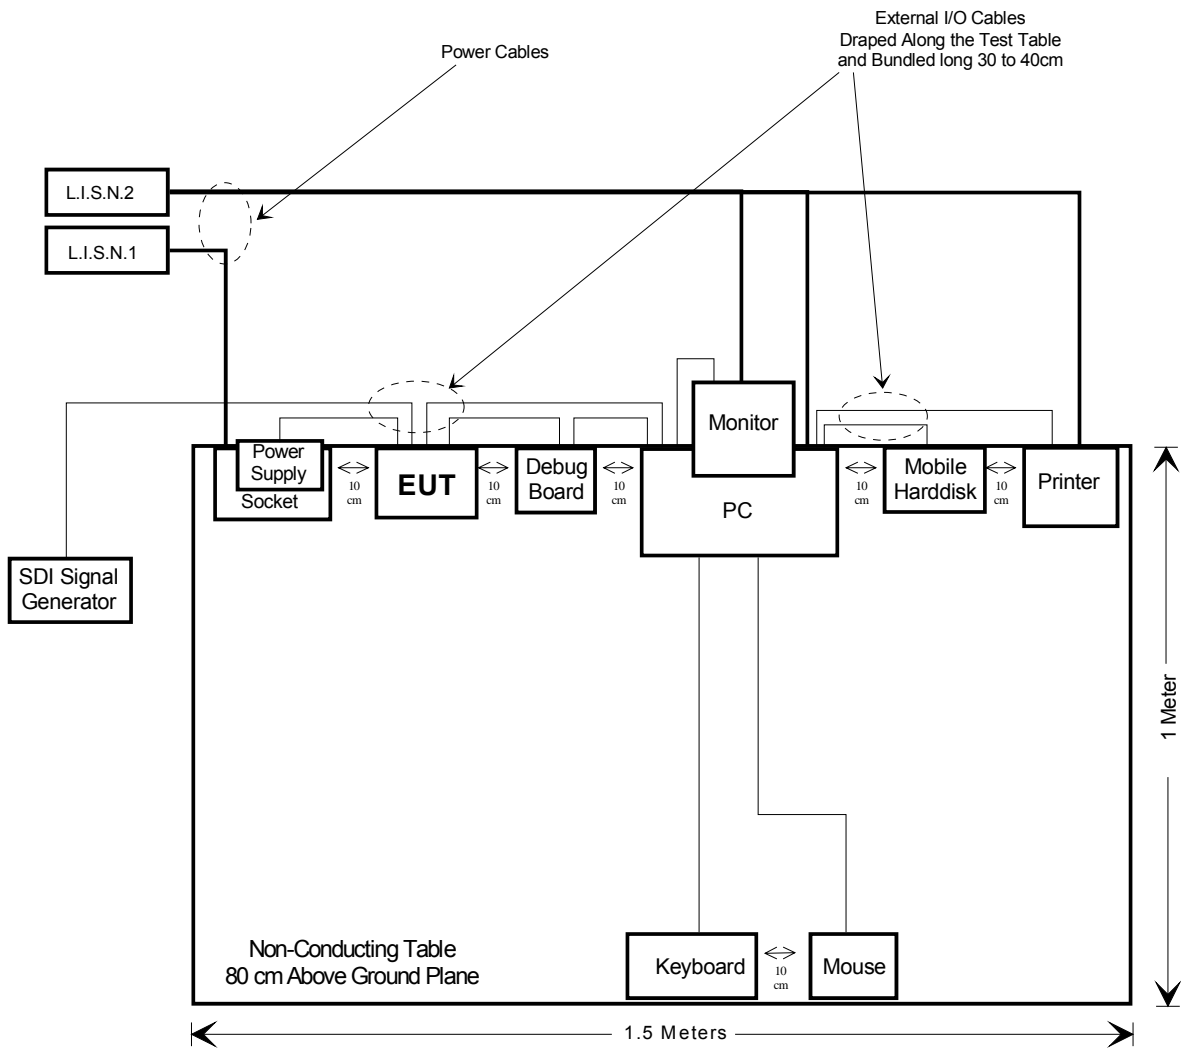 External I/O Cables
Draped Along the Test Table
and Bundled long 30 to 40cm
Power Cables
L.I.S.N.2
L.I.S.N.1
Monitor
Power
Supply
Socket
10
cm
EUT
10
cm
Debug
Board
10
cm
PC
10
cm
Mobile
Harddisk
10
cm
Printer
SDI Signal
Generator
1 Meter
Non-Conducting Table
80 cm Above Ground Plane
Keyboard
10
cm
Mouse
1.5 Meters